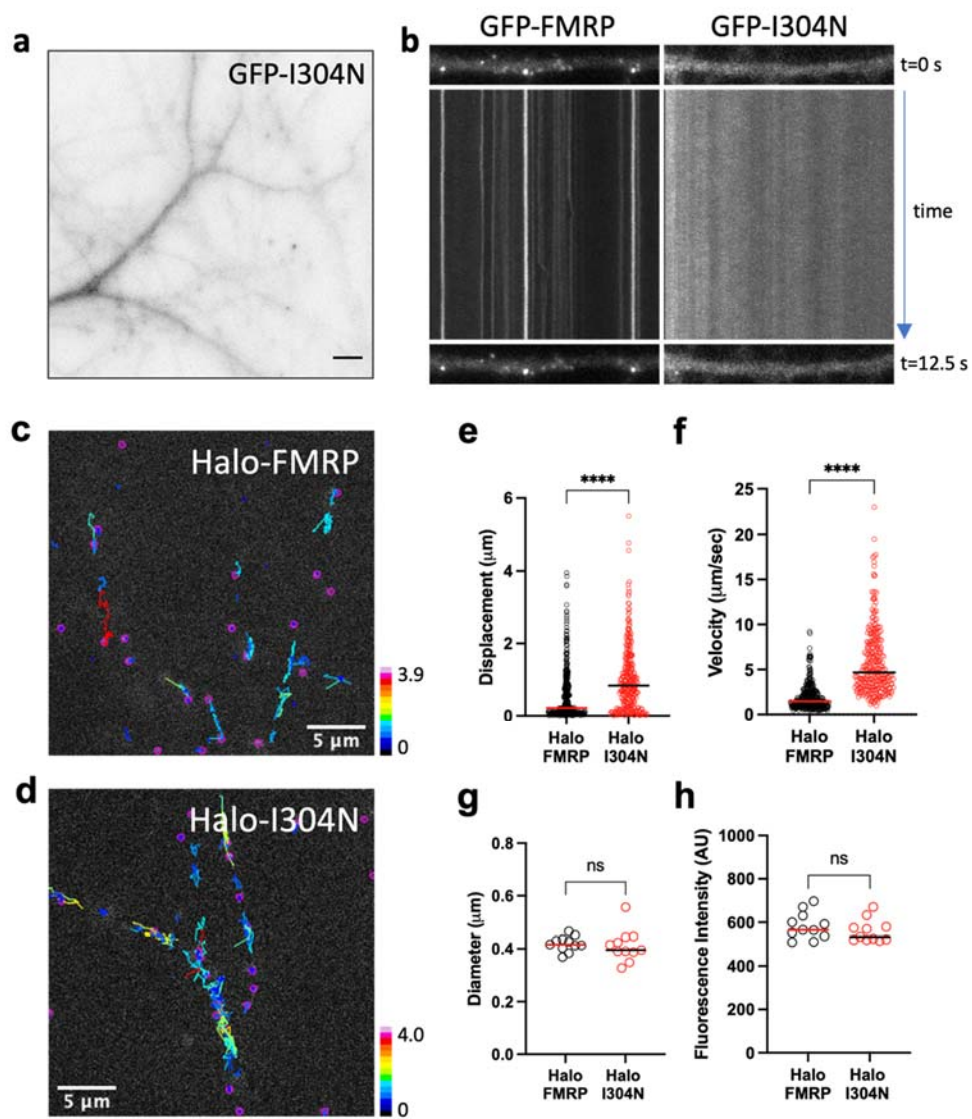 a
GFP-I304N
b
GFP-FMRP
GFP-I304N
t=0 s
time
t=12.5 s
c
Halo-FMRP
3.9
0
5 μm
d
Halo-I304N
4.0
0
5 μm
e
****
Displacement (μm)
6
4
2
0
Halo FMRP
Halo I304N
f
****
Velocity (μm/sec)
25
20
15
10
5
0
Halo FMRP
Halo I304N
g
ns
Diameter (μm)
0.8
0.6
0.4
0.2
0.0
Halo FMRP
Halo I304N
h
ns
Fluorescence Intensity (AU)
1000
800
600
400
200
0
Halo FMRP
Halo I304N